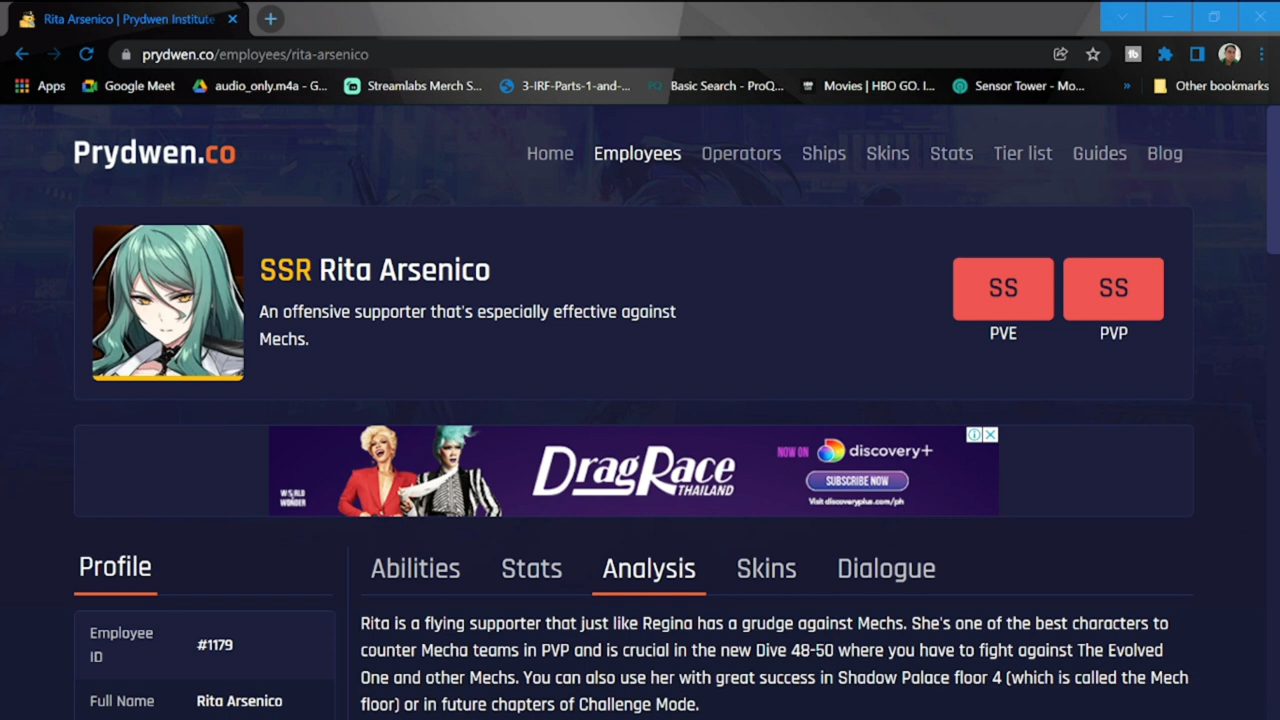 Rita Arsenico | Prydwen Institute
prydwen.co/employees/rita-arsenico
Apps Google Meet audio_only.m4a - G... Streamlabs Merch S... 3-IRF-Parts-1-and-... Basic Search - ProQ... Movies | HBO GO. I... Sensor Tower - Mo... » Other bookmarks
Prydwen.co Home Employees Operators Ships Skins Stats Tier list Guides Blog
SSR Rita Arsenico
An offensive supporter that's especially effective against
Mechs.
SS SS
PVE PVP
WORLD
WONDER
DragRace
THAILAND
NOW ON discovery+
SUBSCRIBE NOW
Visit discoveryplus.com/ph
Profile
Employee
ID
#1179
Full Name Rita Arsenico
Abilities Stats Analysis Skins Dialogue
Rita is a flying supporter that just like Regina has a grudge against Mechs. She's one of the best characters to
counter Mecha teams in PVP and is crucial in the new Dive 48-50 where you have to fight against The Evolved
One and other Mechs. You can also use her with great success in Shadow Palace floor 4 (which is called the Mech
floor) or in future chapters of Challenge Mode.